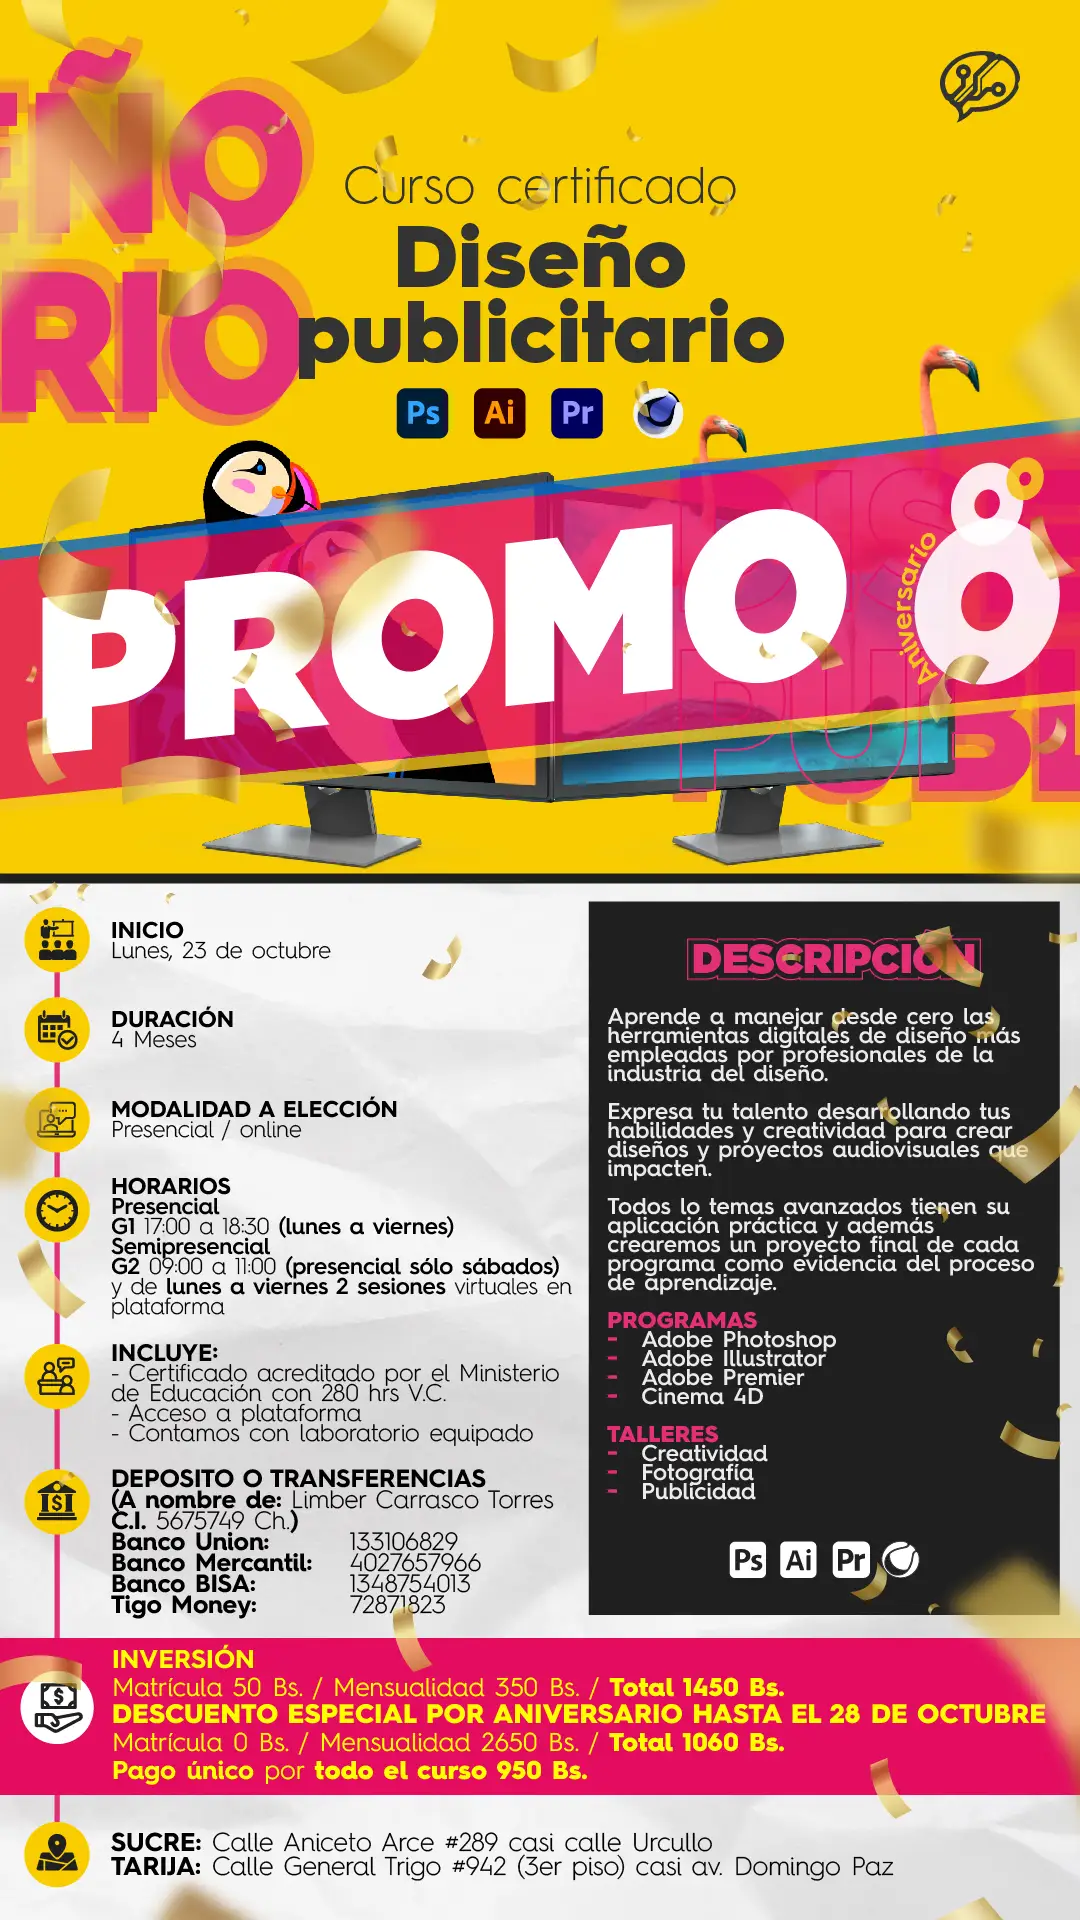 EÑO
RIO
Curso certificado
Diseño
publicitario
Ps Ai Pr
PROMO
Aniversario
8
PUBL
INICIO
Lunes, 23 de octubre
DURACIÓN
4 Meses
MODALIDAD A ELECCIÓN
Presencial / online
HORARIOS
Presencial
G1 17:00 a 18:30 (lunes a viernes)
Semipresencial
G2 09:00 a 11:00 (presencial sólo sábados)
y de lunes a viernes 2 sesiones virtuales en
plataforma
INCLUYE:
- Certificado acreditado por el Ministerio
de Educación con 280 hrs V.C.
- Acceso a plataforma
- Contamos con laboratorio equipado
DEPOSITO O TRANSFERENCIAS
(A nombre de: Limber Carrasco Torres
C.I. 5675749 Ch.)
Banco Union: 133106829
Banco Mercantil: 4027657966
Banco BISA: 1348754013
Tigo Money: 72871823
DESCRIPCIÓN
Aprende a manejar desde cero las
herramientas digitales de diseño más
empleadas por profesionales de la
industria del diseño.
Expresa tu talento desarrollando tus
habilidades y creatividad para crear
diseños y proyectos audiovisuales que
impacten.
Todos lo temas avanzados tienen su
aplicación práctica y además
crearemos un proyecto final de cada
programa como evidencia del proceso
de aprendizaje.
PROGRAMAS
- Adobe Photoshop
- Adobe Illustrator
- Adobe Premier
- Cinema 4D
TALLERES
- Creatividad
- Fotografía
- Publicidad
Ps Ai Pr
INVERSIÓN
Matrícula 50 Bs. / Mensualidad 350 Bs. / Total 1450 Bs.
DESCUENTO ESPECIAL POR ANIVERSARIO HASTA EL 28 DE OCTUBRE
Matrícula 0 Bs. / Mensualidad 2650 Bs. / Total 1060 Bs.
Pago único por todo el curso 950 Bs.
SUCRE: Calle Aniceto Arce #289 casi calle Urcullo
TARIJA: Calle General Trigo #942 (3er piso) casi av. Domingo Paz